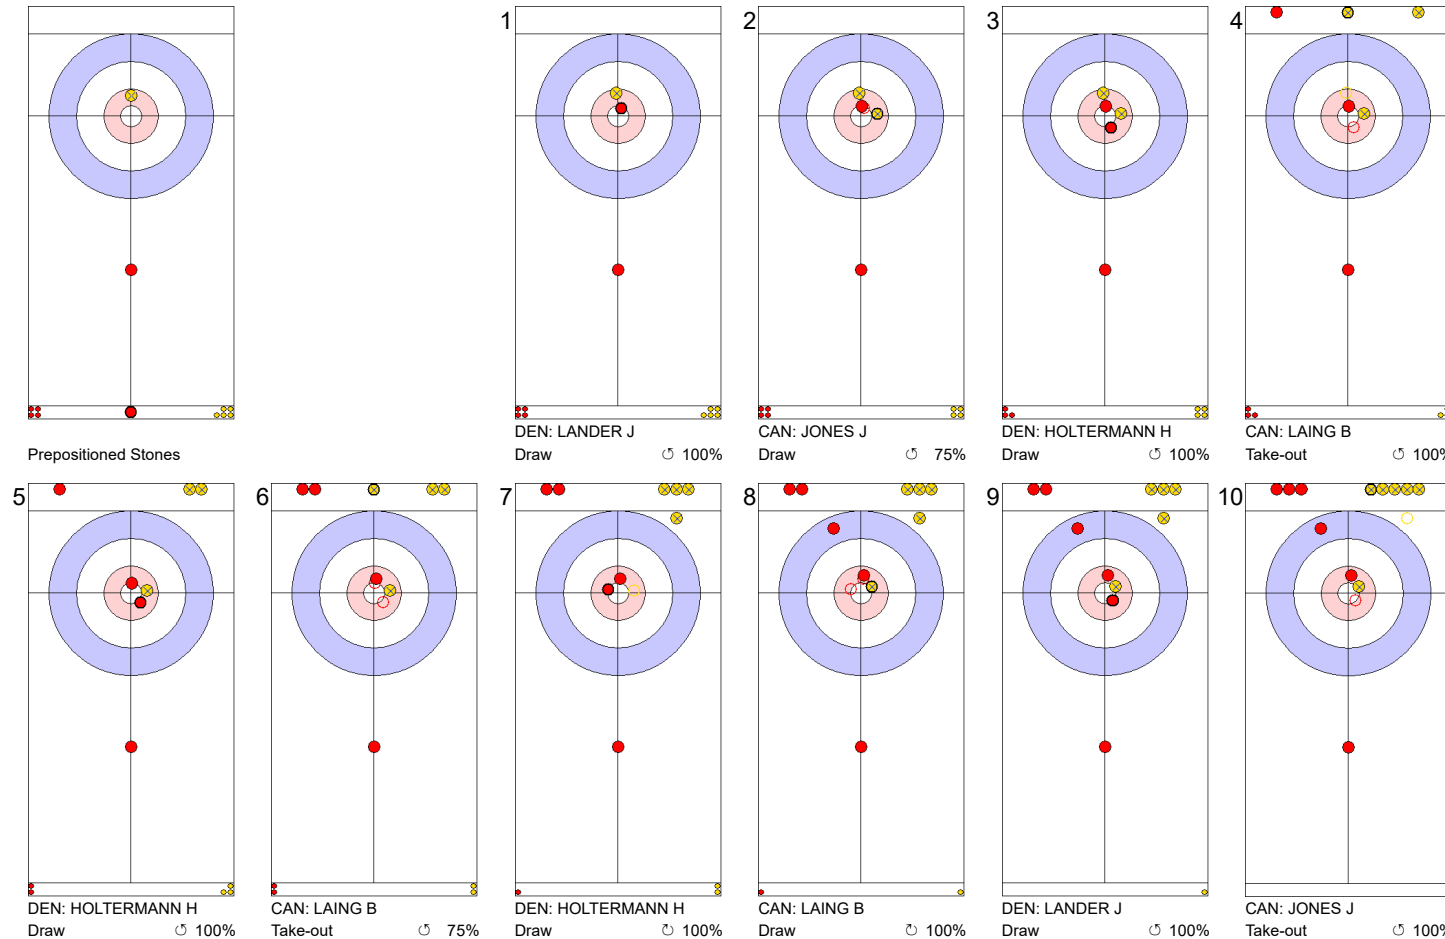 1
2
3
4
Prepositioned Stones
DEN: LANDER J
Draw ↺ 100%
CAN: JONES J
Draw ↺ 75%
DEN: HOLTERMANN H
Draw ↺ 100%
CAN: LAING B
Take-out ↺ 100%
5
6
7
8
9
10
DEN: HOLTERMANN H
Draw ↺ 100%
CAN: LAING B
Take-out ↺ 75%
DEN: HOLTERMANN H
Draw ↻ 100%
CAN: LAING B
Draw ↻ 100%
DEN: LANDER J
Draw ↺ 100%
CAN: JONES J
Take-out ↺ 100%